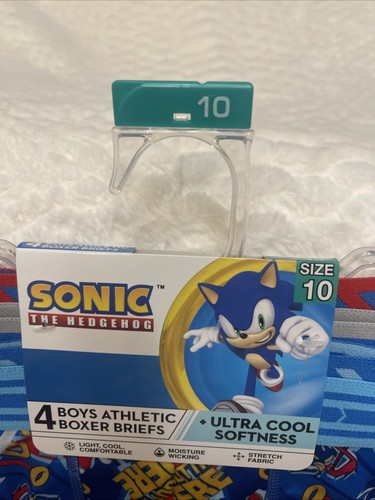 10
SONIC™
THE HEDGEHOG
SIZE
10
4 BOYS ATHLETIC
BOXER BRIEFS
+ ULTRA COOL
SOFTNESS
LIGHT, COOL,
COMFORTABLE
MOISTURE
WICKING
STRETCH
FABRIC